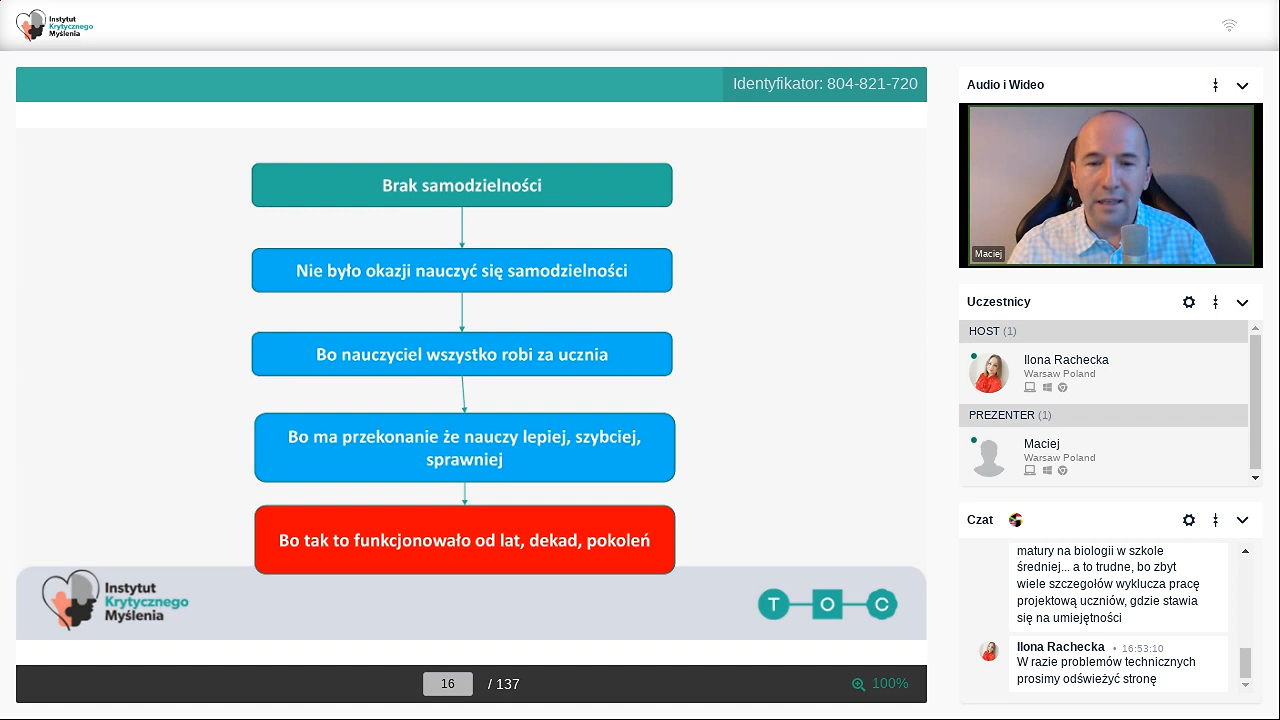 Instytut
Krytycznego
Myślenia
Identyfikator: 804-821-720
Brak samodzielności
Nie było okazji nauczyć się samodzielności
Bo nauczyciel wszystko robi za ucznia
Bo ma przekonanie że nauczy lepiej, szybciej,
sprawniej
Bo tak to funkcjonowało od lat, dekad, pokoleń
Instytut
Krytycznego
Myślenia
T O C
16 / 137
100%
Audio i Wideo
Maciej
Uczestnicy
HOST (1)
Ilona Rachecka
Warsaw Poland
PREZENTER (1)
Maciej
Warsaw Poland
Czat
matury na biologii w szkole
średniej... a to trudne, bo zbyt
wiele szczegołów wyklucza pracę
projektową uczniów, gdzie stawia
się na umiejętności
Ilona Rachecka • 16:53:10
W razie problemów technicznych
prosimy odświeżyć stronę